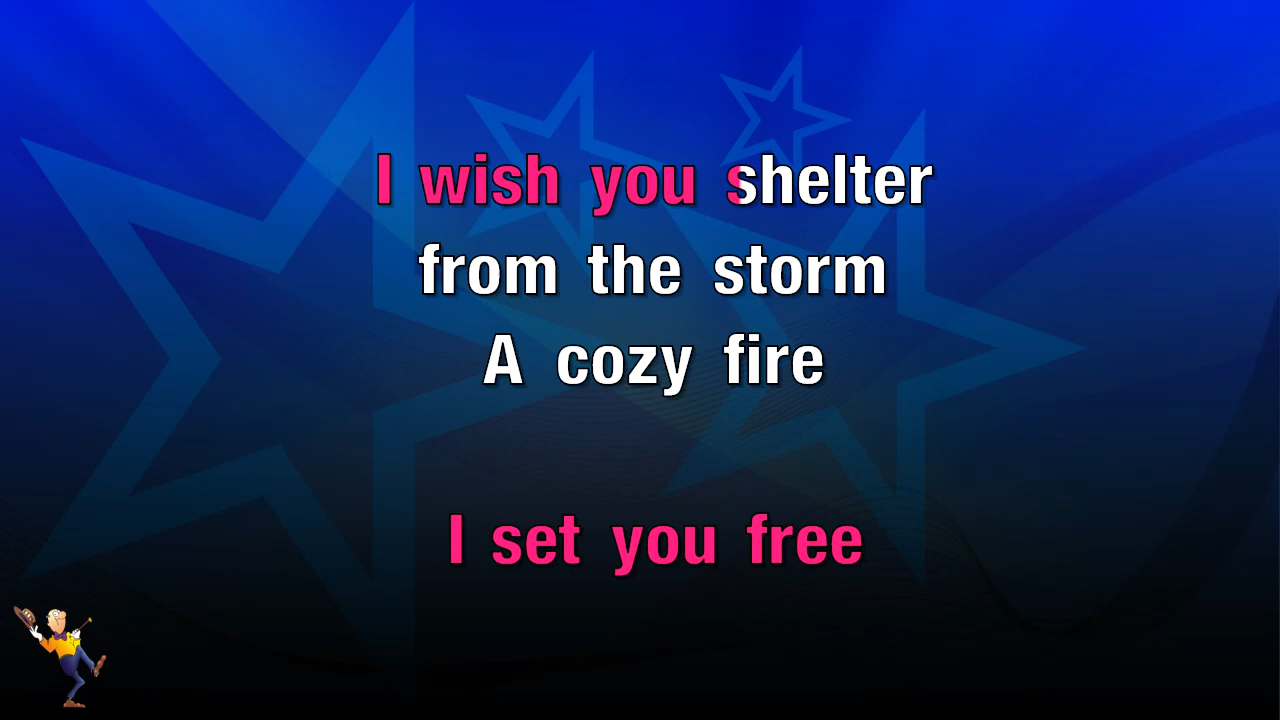 I wish you shelter
from the storm
A cozy fire
I set you free